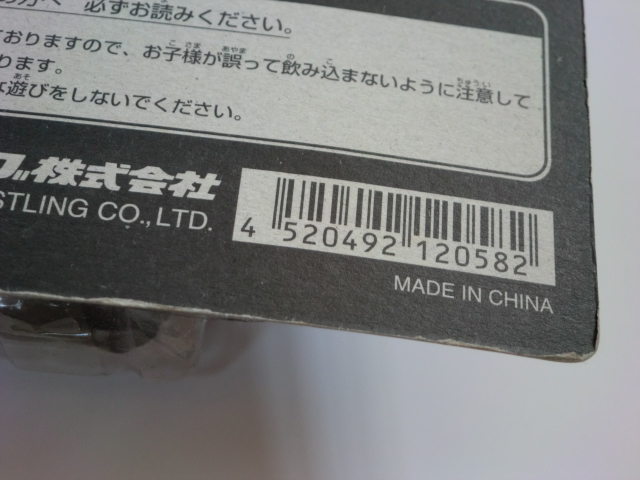 必ずお読みください。
おりますので、お子様が誤って飲み込まないように注意して
ります。
遊びをしないでください。
株式会社
STLING CO.,LTD.
4 520492 120582
MADE IN CHINA